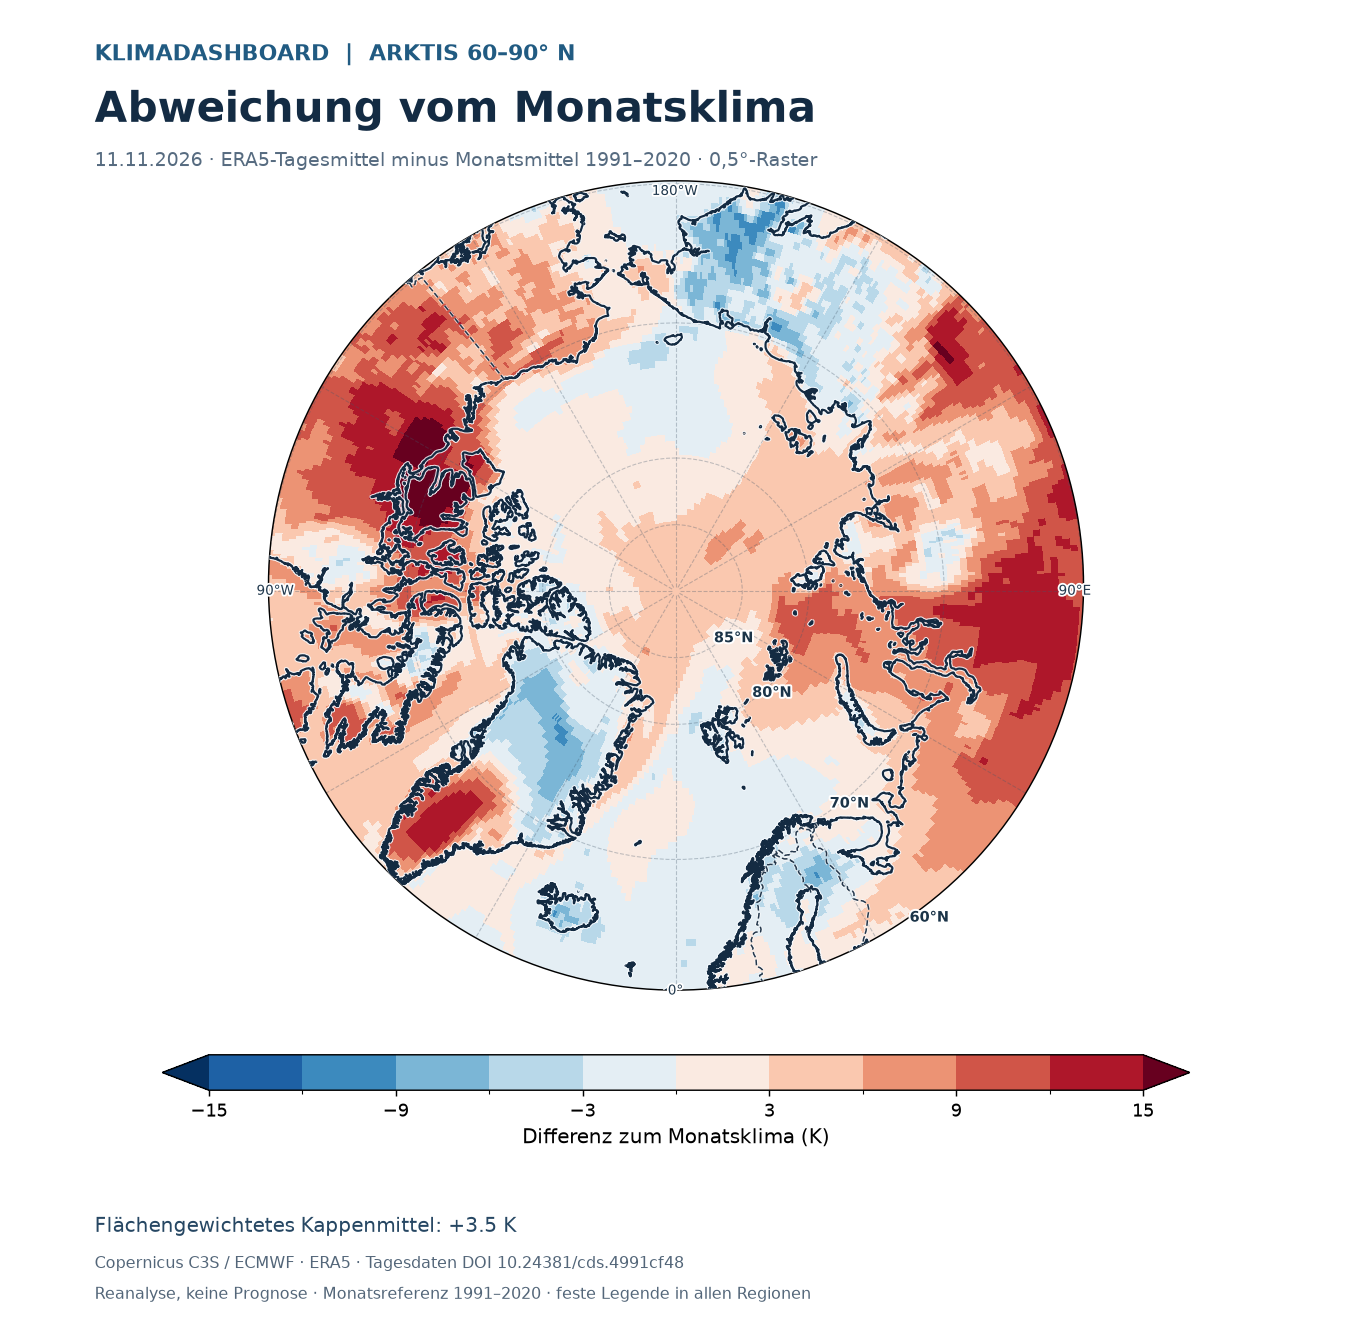 KLIMADASHBOARD | ARKTIS 60–90° N
Abweichung vom Monatsklima
11.11.2026 · ERA5-Tagesmittel minus Monatsmittel 1991–2020 · 0,5°-Raster
180°W
90°W
90°E
85°N
80°N
70°N
60°N
0°
−15
−9
−3
3
9
15
Differenz zum Monatsklima (K)
Flächengewichtetes Kappenmittel: +3.5 K
Copernicus C3S / ECMWF · ERA5 · Tagesdaten DOI 10.24381/cds.4991cf48
Reanalyse, keine Prognose · Monatsreferenz 1991–2020 · feste Legende in allen Regionen